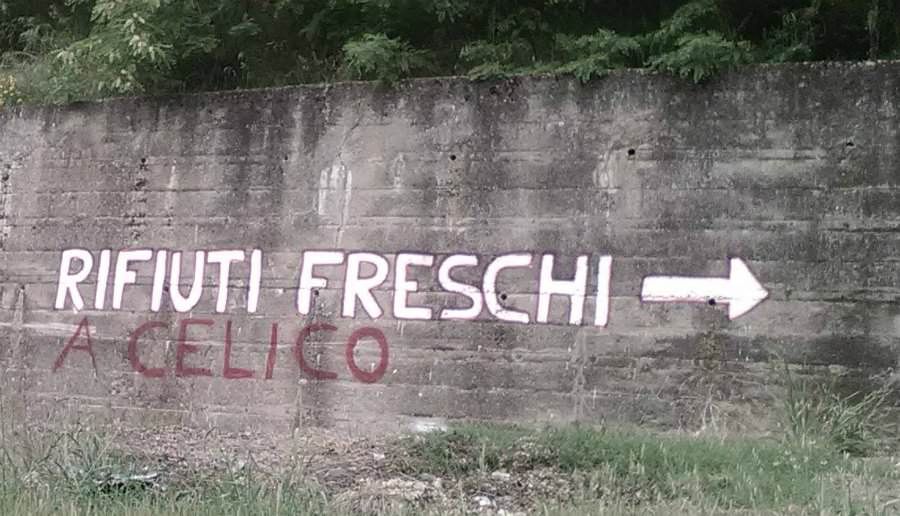 RIFIUTI FRESCHI →
A CELICO